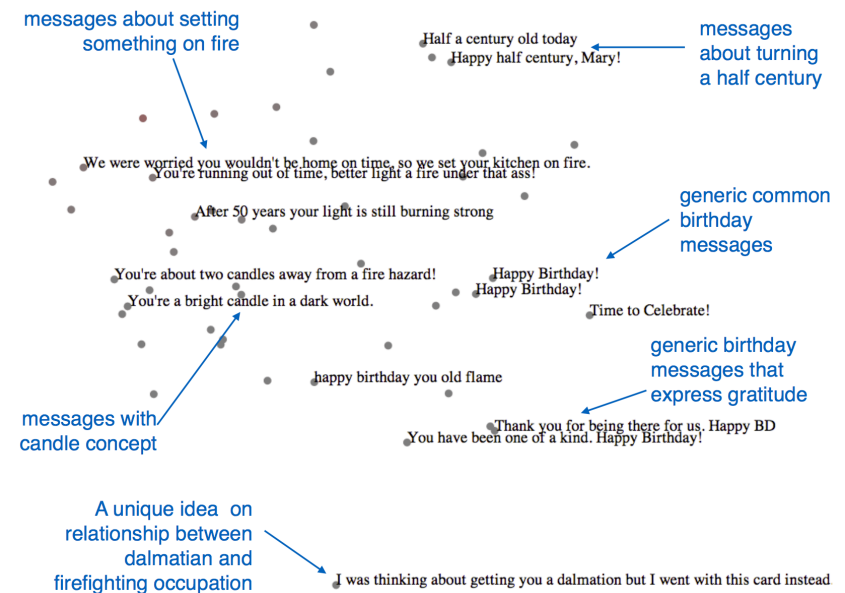 messages about setting
something on fire
Half a century old today
Happy half century, Mary!
messages
about turning
a half century
We were worried you wouldn't be home on time, so we set your kitchen on fire.
You're running out of time, better light a fire under that ass!
After 50 years your light is still burning strong
generic common
birthday
messages
You're about two candles away from a fire hazard!
You're a bright candle in a dark world.
Happy Birthday!
Happy Birthday!
Time to Celebrate!
generic birthday
messages that
express gratitude
happy birthday you old flame
messages with
candle concept
Thank you for being there for us. Happy BD
You have been one of a kind. Happy Birthday!
A unique idea on
relationship between
dalmatian and
firefighting occupation
I was thinking about getting you a dalmation but I went with this card instead